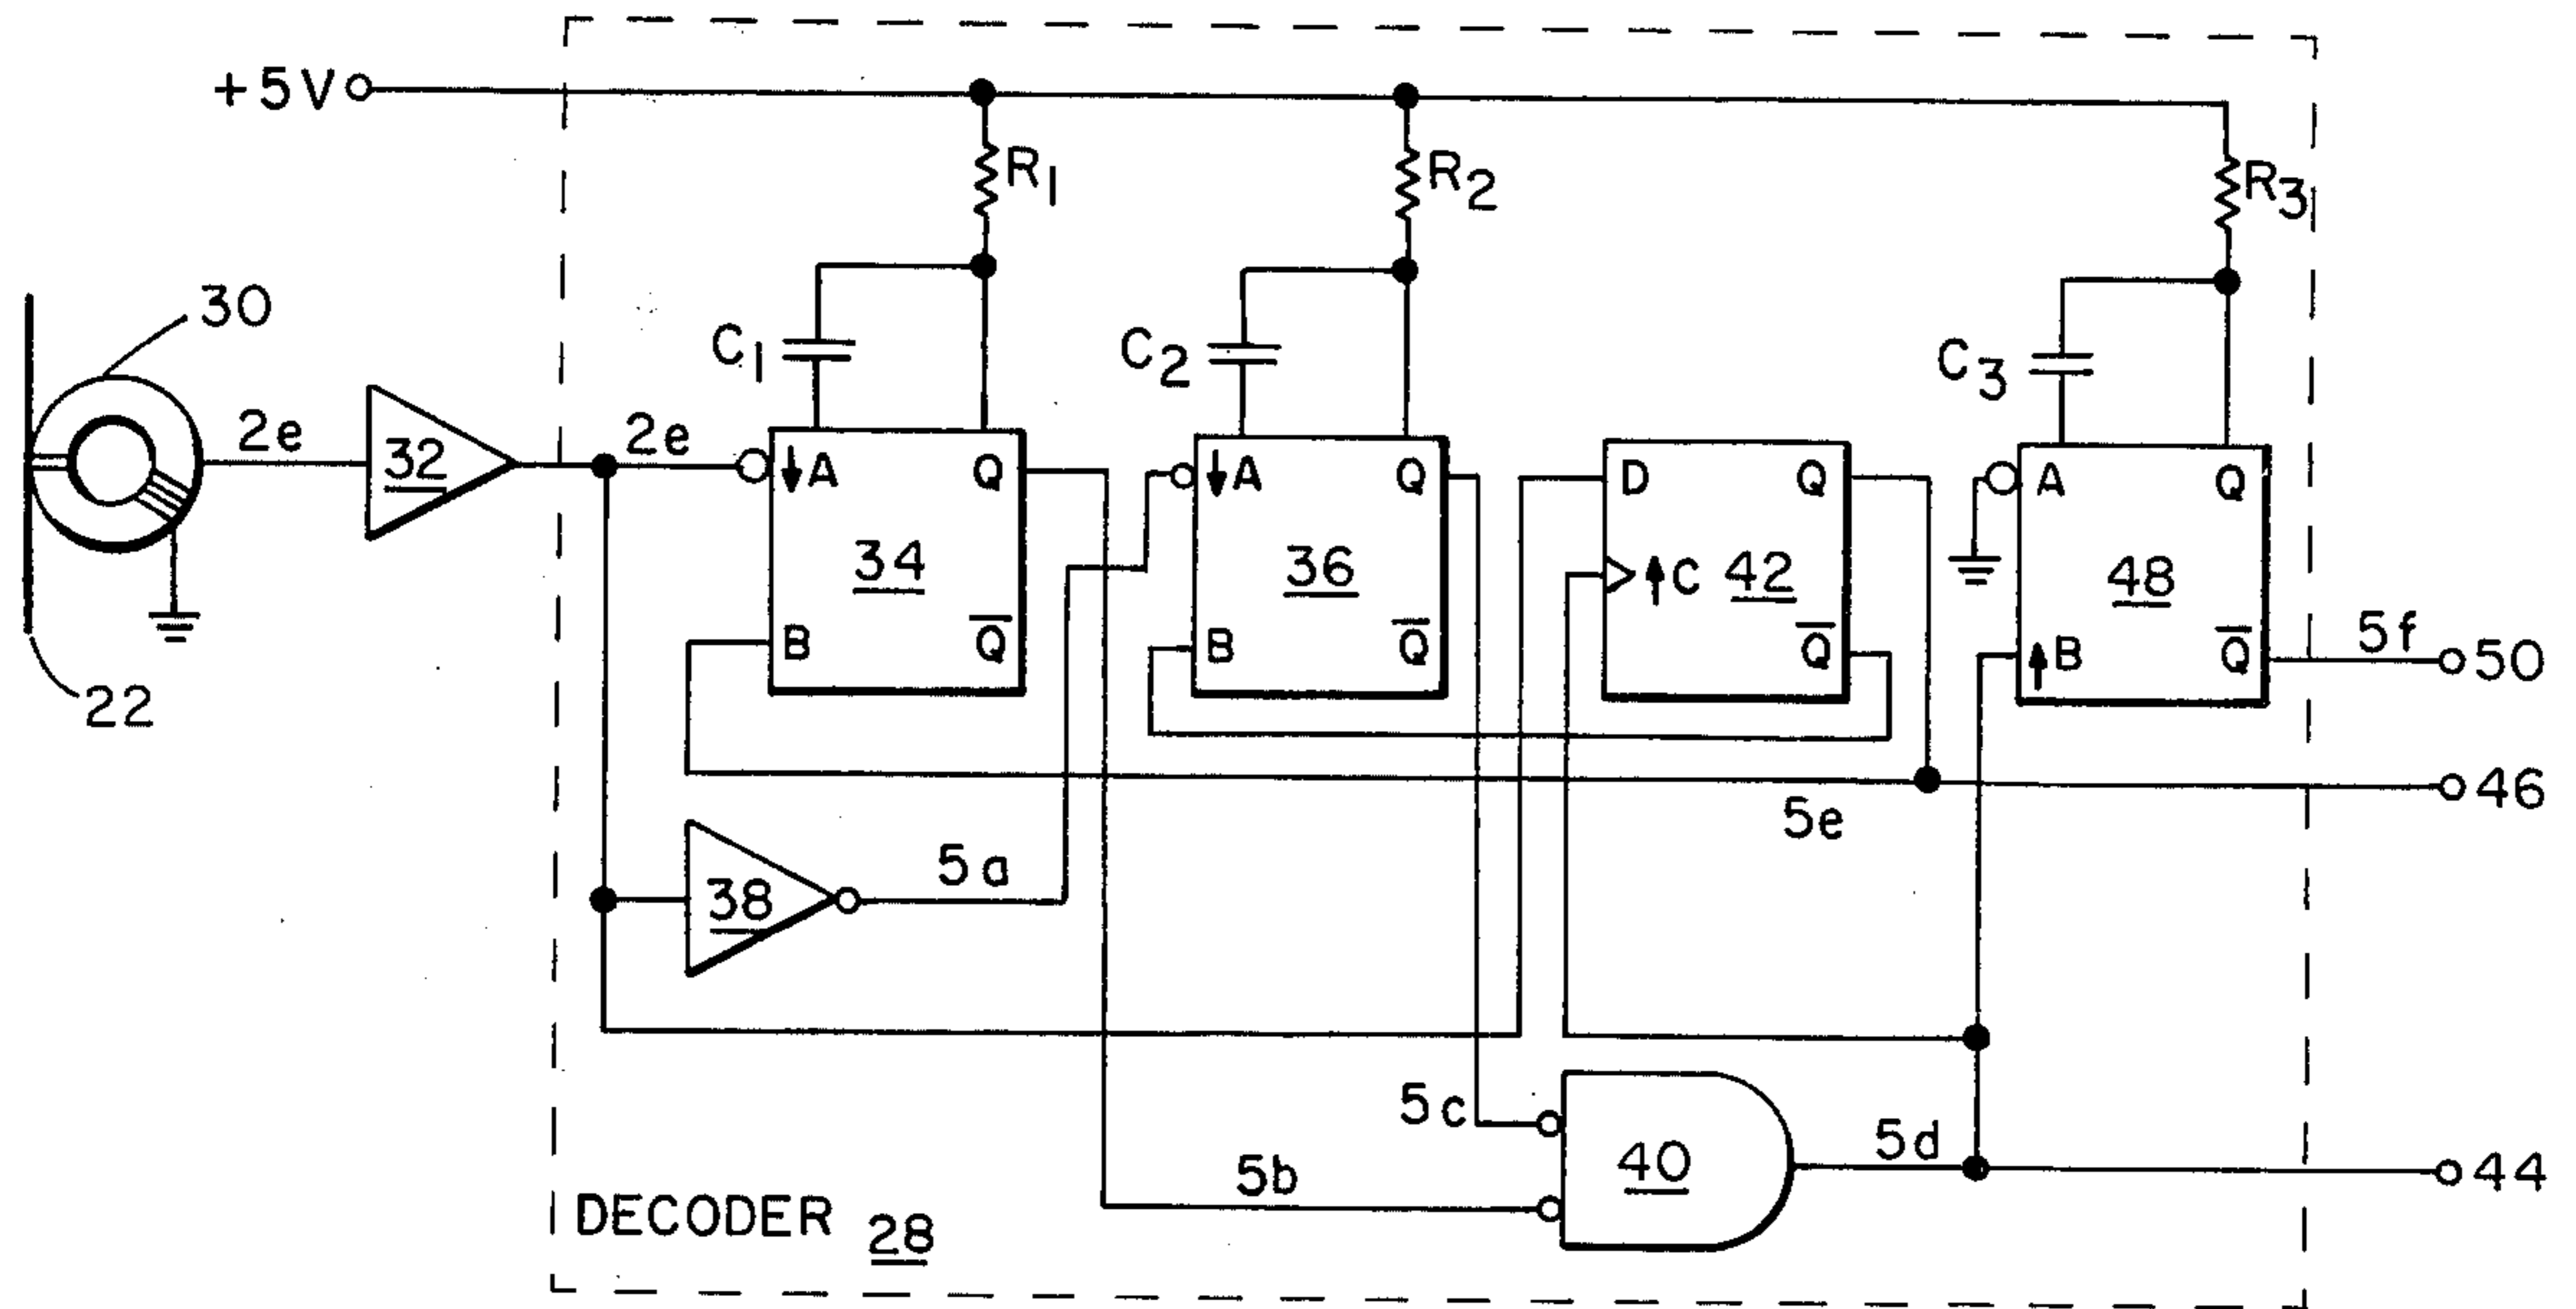 +5V
R1
R2
R3
30
C1
C2
C3
2e
32
2e
↓A
Q
↓A
Q
D
Q
A
Q
34
36
↑C
42
48
B
Q̅
B
Q̅
Q̅
↑B
Q̅
5f
50
22
46
5e
38
5a
5c
40
5d
44
5b
DECODER 28